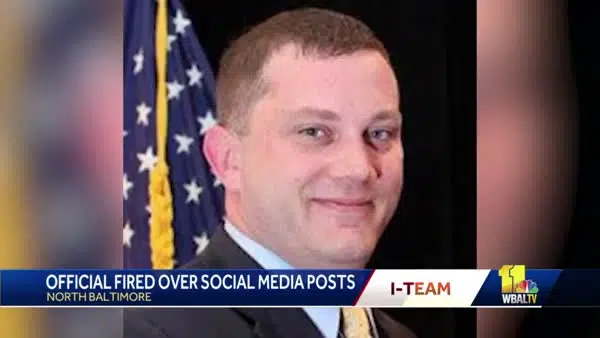 OFFICIAL FIRED OVER SOCIAL MEDIA POSTS
NORTH BALTIMORE
I-TEAM
11
WBALTV